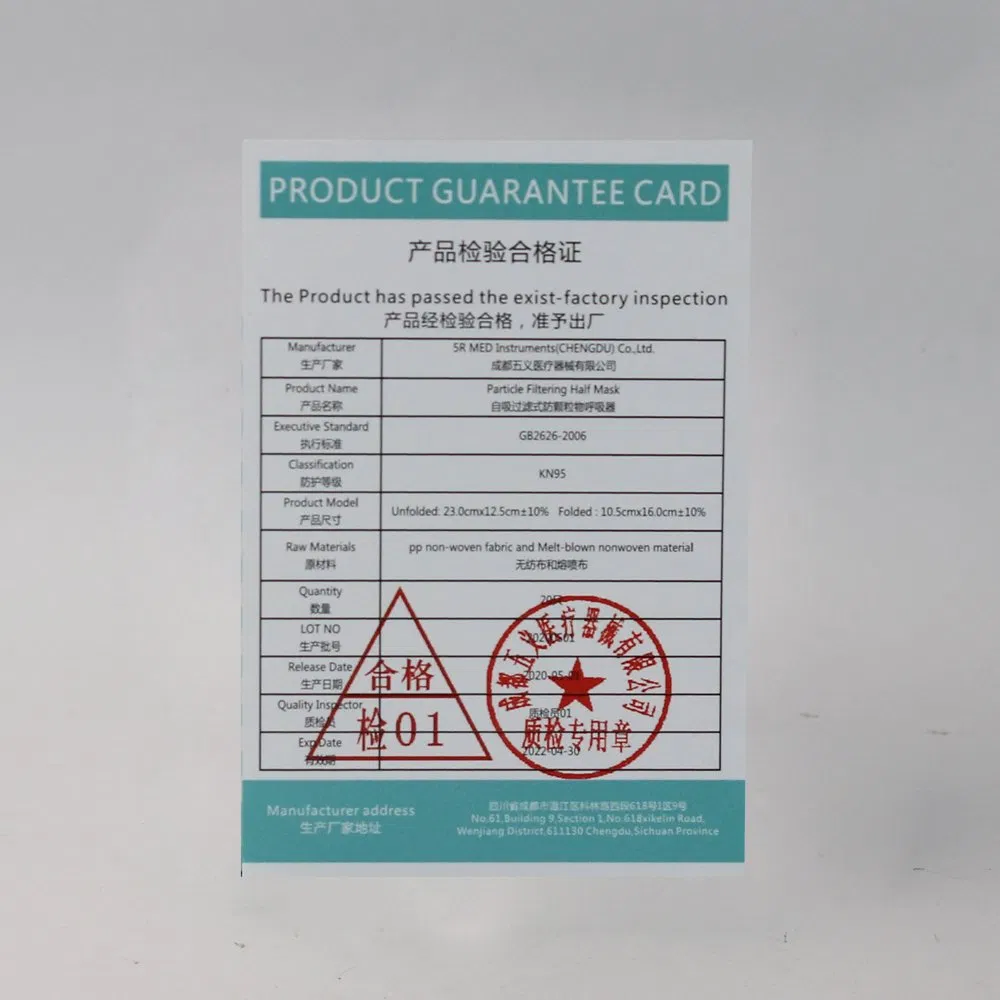 PRODUCT GUARANTEE CARD
产品检验合格证
The Product has passed the exist-factory inspection
产品经检验合格，准予出厂
Manufacturer
生产厂家
5R MED Instruments(CHENGDU) Co.,Ltd.
成都五义医疗器械有限公司
Product Name
产品名称
Particle Filtering Half Mask
自吸过滤式防颗粒物呼吸器
Executive Standard
执行标准
GB2626-2006
Classification
防护等级
KN95
Product Model
产品尺寸
Unfolded: 23.0cmx12.5cm±10% Folded : 10.5cmx16.0cm±10%
Raw Materials
原材料
pp non-woven fabric and Melt-blown nonwoven material
无纺布和熔喷布
Quantity
数量
LOT NO
生产批号
Release Date
生产日期
Quality Inspector
质检员
质检员01
Exp Date
有效期
2022-04-30
合格
检01
成都五义医疗器械有限公司
质检专用章
Manufacturer address
生产厂家地址
四川省成都市温江区科林路西段618号1区9号
No.61,Building 9,Section 1,No.618xikelin Road,
Wenjiang District,611130 Chengdu,Sichuan Province